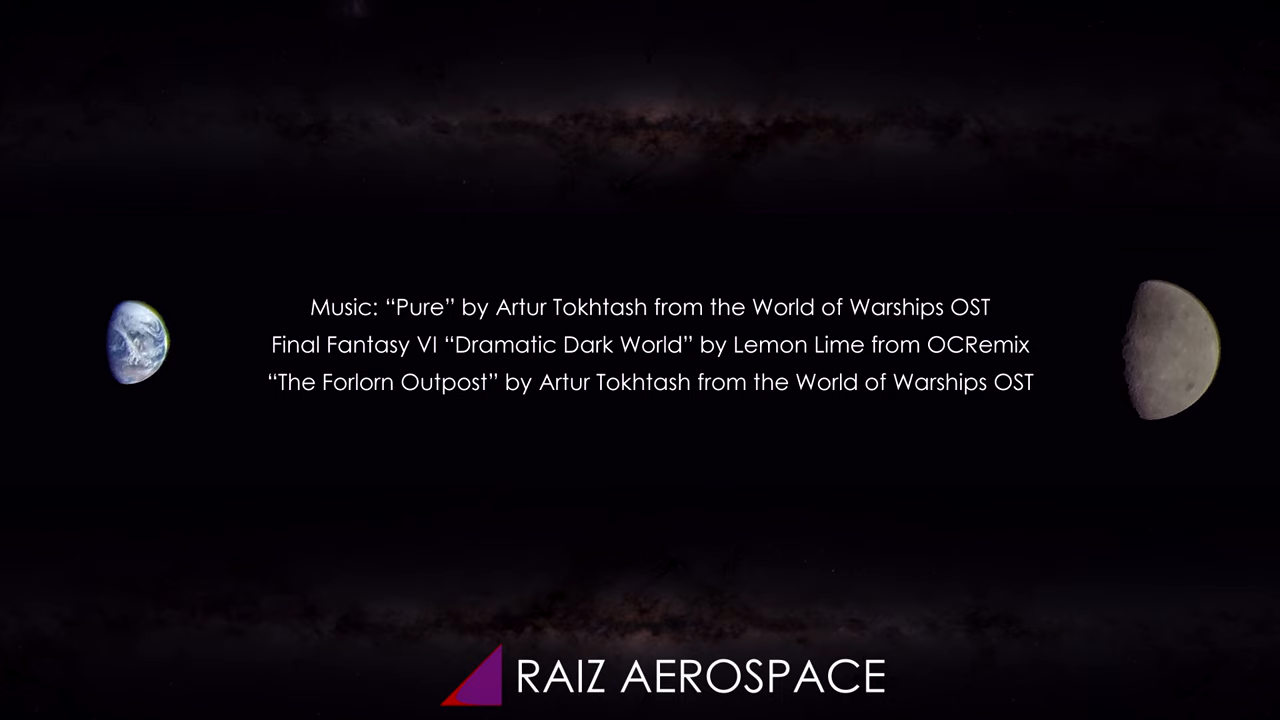 Music: “Pure” by Artur Tokhtash from the World of Warships OST
Final Fantasy VI “Dramatic Dark World” by Lemon Lime from OCRemix
“The Forlorn Outpost” by Artur Tokhtash from the World of Warships OST
RAIZ AEROSPACE